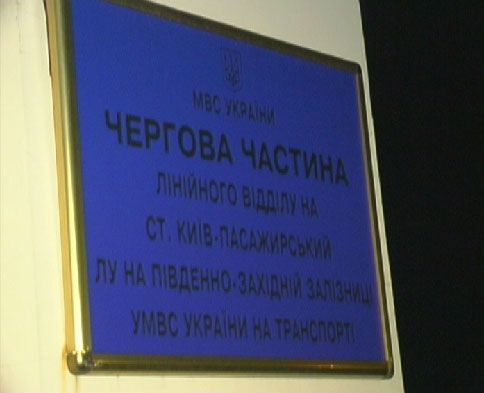 МВС УКРАЇНИ
ЧЕРГОВА ЧАСТИНА
ЛІНІЙНОГО ВІДДІЛУ НА
СТ. КИЇВ-ПАСАЖИРСЬКИЙ
ЛУ НА ПІВДЕННО-ЗАХІДНІЙ ЗАЛІЗНИЦІ
УМВС УКРАЇНИ НА ТРАНСПОРТІ